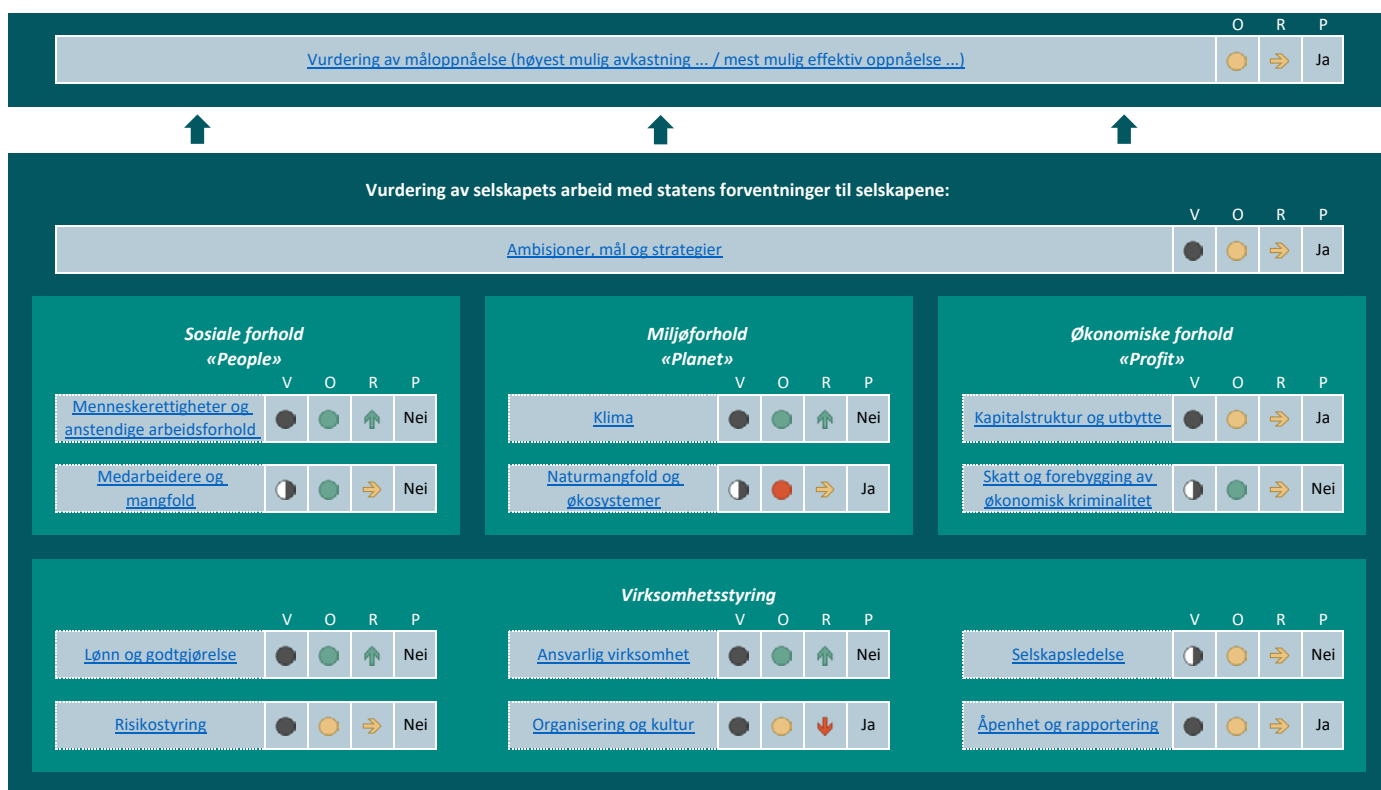 O R P
Vurdering av måloppnåelse (høyest mulig avkastning ... / mest mulig effektiv oppnåelse ...) Ja
Vurdering av selskapets arbeid med statens forventninger til selskapene:
V O R P
Ambisjoner, mål og strategier Ja
Sosiale forhold
«People»
V O R P
Menneskerettigheter og
anstendige arbeidsforhold Nei
Medarbeidere og
mangfold Nei
Miljøforhold
«Planet»
V O R P
Klima Nei
Naturmangfold og
økosystemer Ja
Økonomiske forhold
«Profit»
V O R P
Kapitalstruktur og utbytte Ja
Skatt og forebygging av
økonomisk kriminalitet Nei
Virksomhetsstyring
V O R P V O R P V O R P
Lønn og godtgjørelse Nei Ansvarlig virksomhet Nei Selskapsledelse Nei
Risikostyring Nei Organisering og kultur Ja Åpenhet og rapportering Ja